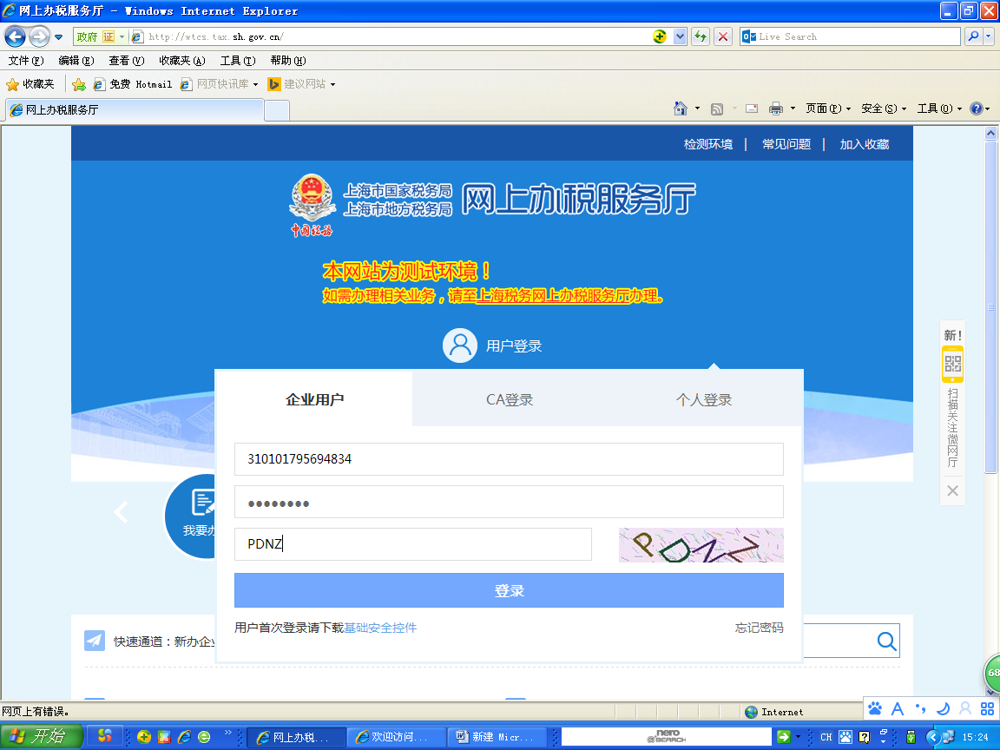 网上办税服务厅 - Windows Internet Explorer
政府 证 http://wtcs.tax.sh.gov.cn/ Live Search
文件(F) 编辑(E) 查看(V) 收藏夹(A) 工具(T) 帮助(H)
收藏夹 免费 Hotmail 网页快讯库 建议网站
网上办税服务厅 页面(P) 安全(S) 工具(O)
检测环境 | 常见问题 | 加入收藏
上海市国家税务局
上海市地方税务局
网上办税服务厅
中国税务
本网站为测试环境!
如需办理相关业务,请至上海税务网上办税服务厅办理。
用户登录
企业用户 CA登录 个人登录
310101795694834
●●●●●●●●
PDNZ PDNZ
登录
用户首次登录请下载基础安全控件 忘记密码
我要办
快速通道:新办企业
新!
扫描关注微网厅
68
网页上有错误。 Internet
开始 网上办税... 欢迎访问... 新建 Micr... nero SEARCH CH 15:24